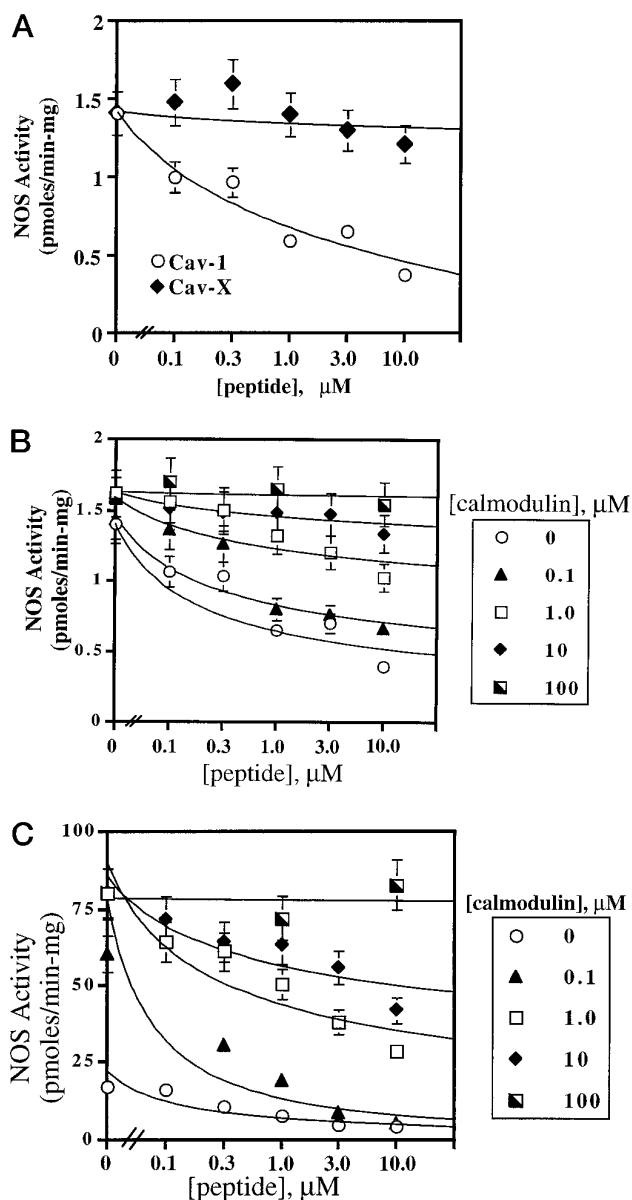 A
2
1.5
1
0.5
0
NOS Activity
(pmoles/min-mg)
Cav-1
Cav-X
0 0.1 0.3 1.0 3.0 10.0
[peptide], µM
B
2
1.5
1
0.5
0
NOS Activity
(pmoles/min-mg)
0 0.1 0.3 1.0 3.0 10.0
[peptide], µM
[calmodulin], µM
0
0.1
1.0
10
100
C
100
75
50
25
0
NOS Activity
(pmoles/min-mg)
0 0.1 0.3 1.0 3.0 10.0
[peptide], µM
[calmodulin], µM
0
0.1
1.0
10
100